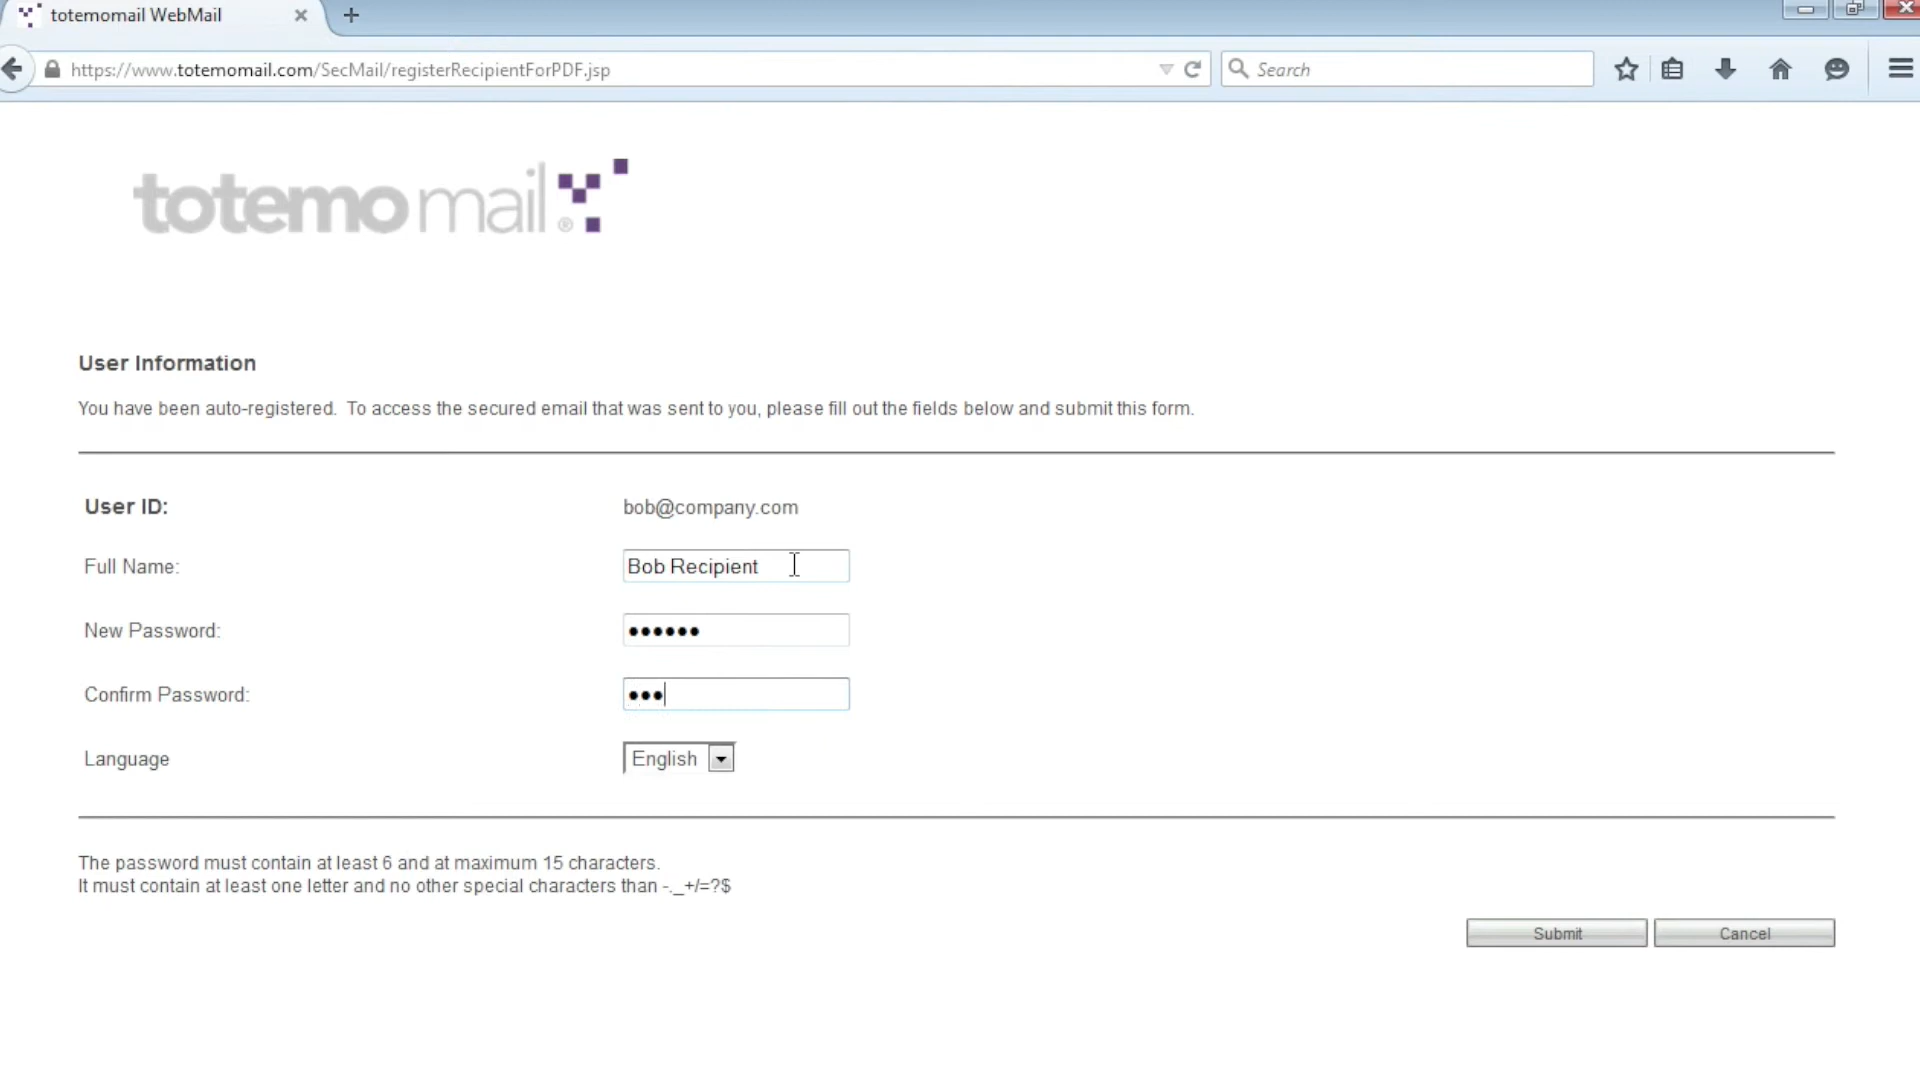 totemomail WebMail
https://www.totemomail.com/SecMail/registerRecipientForPDF.jsp
Search
totemomail®
User Information
You have been auto-registered. To access the secured email that was sent to you, please fill out the fields below and submit this form.
User ID: bob@company.com
Full Name: Bob Recipient
New Password: ••••••
Confirm Password: •••
Language English
The password must contain at least 6 and at maximum 15 characters.
It must contain at least one letter and no other special characters than -._+/=?$
Submit Cancel